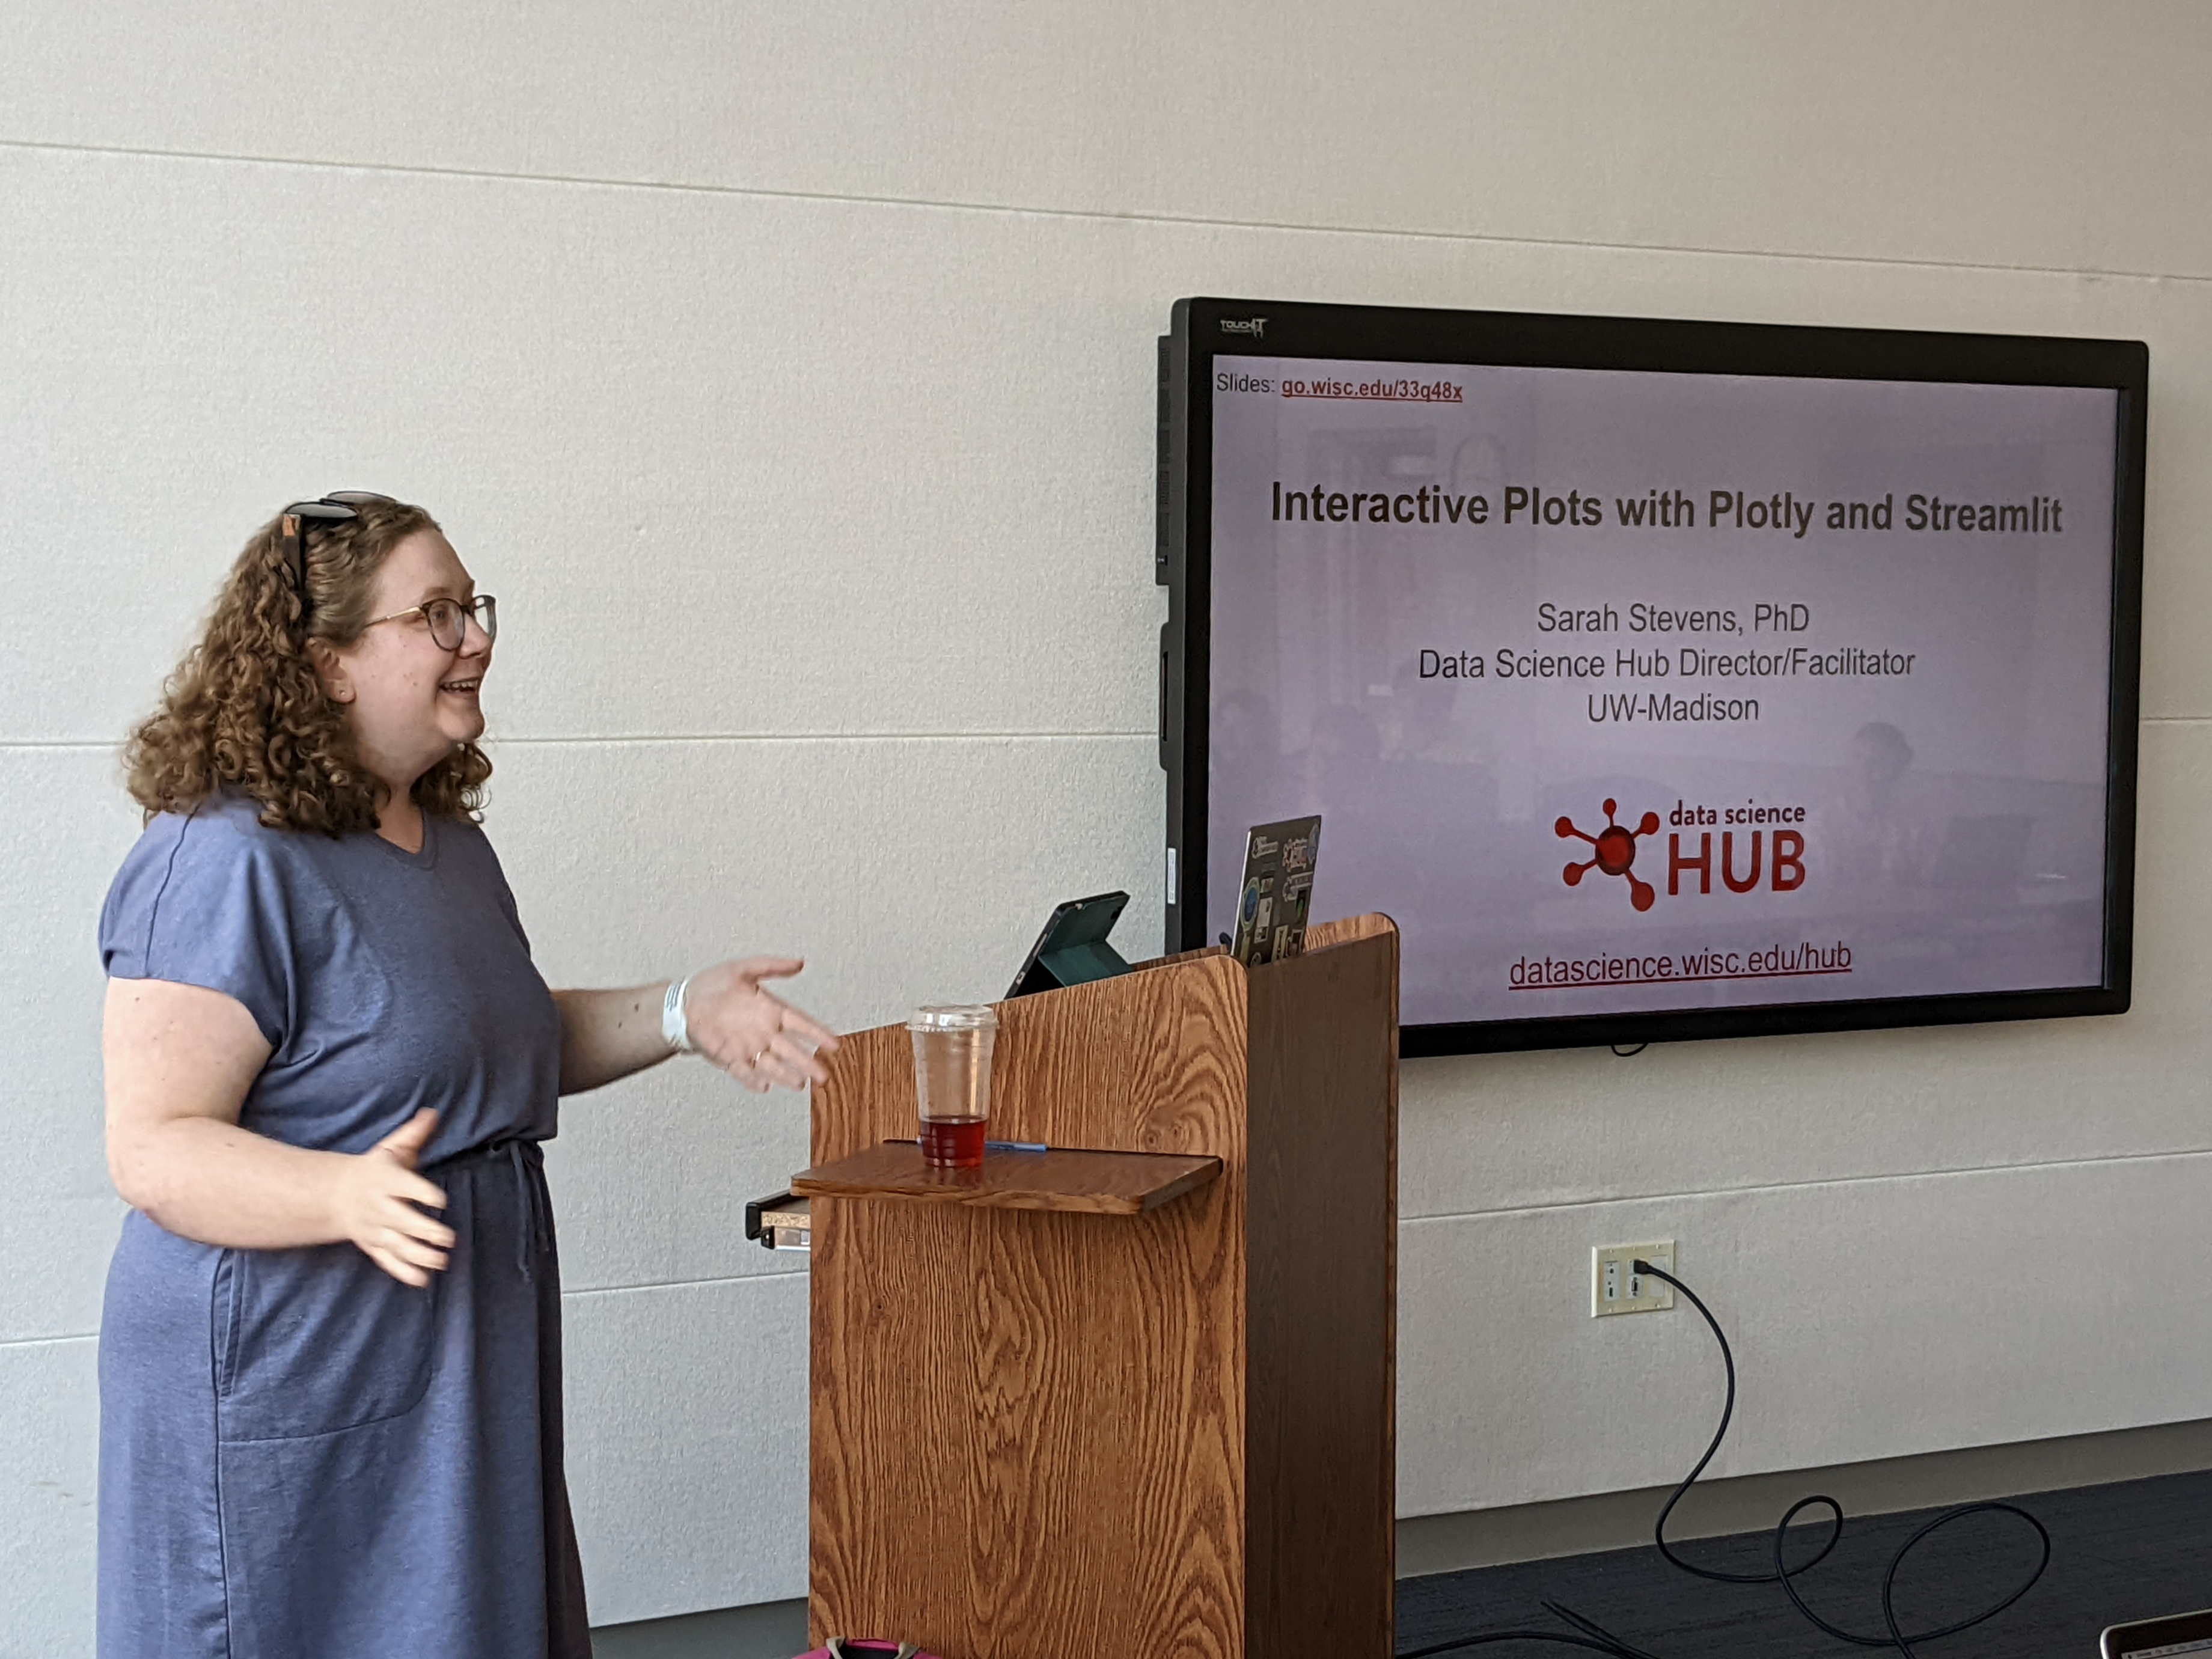 TOUCHIT
Slides: go.wisc.edu/33q48x
Interactive Plots with Plotly and Streamlit
Sarah Stevens, PhD
Data Science Hub Director/Facilitator
UW-Madison
data science
HUB
datascience.wisc.edu/hub